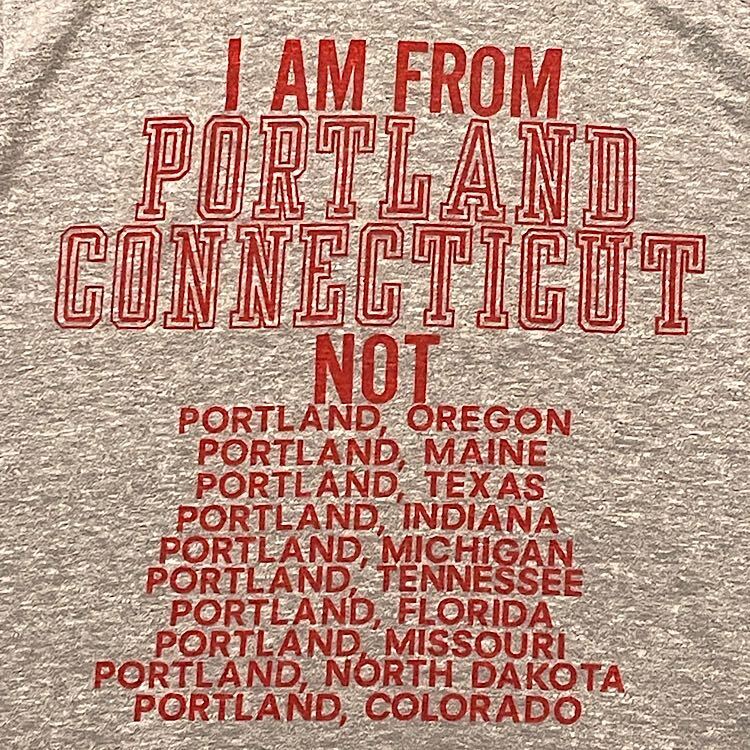 I AM FROM
PORTLAND
CONNECTICUT
NOT
PORTLAND, OREGON
PORTLAND, MAINE
PORTLAND, TEXAS
PORTLAND, INDIANA
PORTLAND, MICHIGAN
PORTLAND, TENNESSEE
PORTLAND, FLORIDA
PORTLAND, MISSOURI
PORTLAND, NORTH DAKOTA
PORTLAND, COLORADO